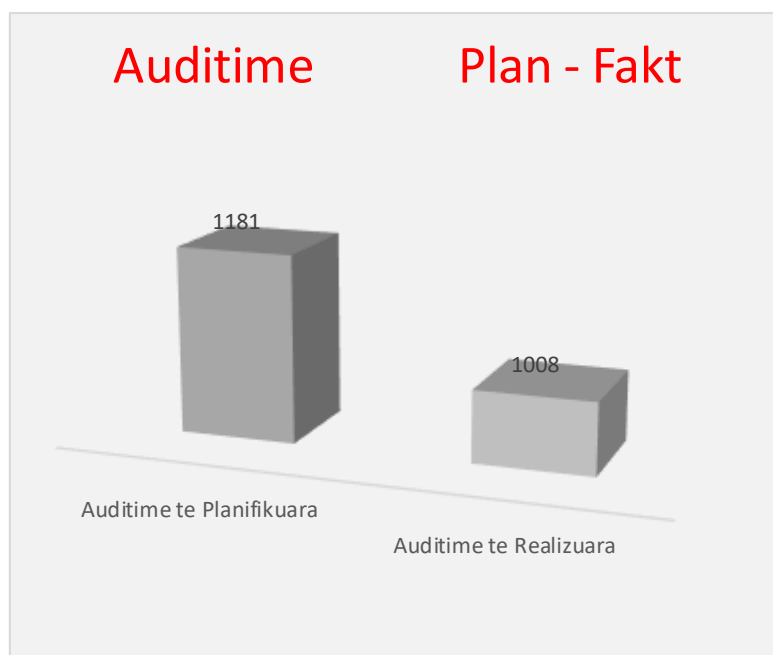 Auditime Plan - Fakt
1181
1008
Auditime te Planifikuara
Auditime te Realizuara